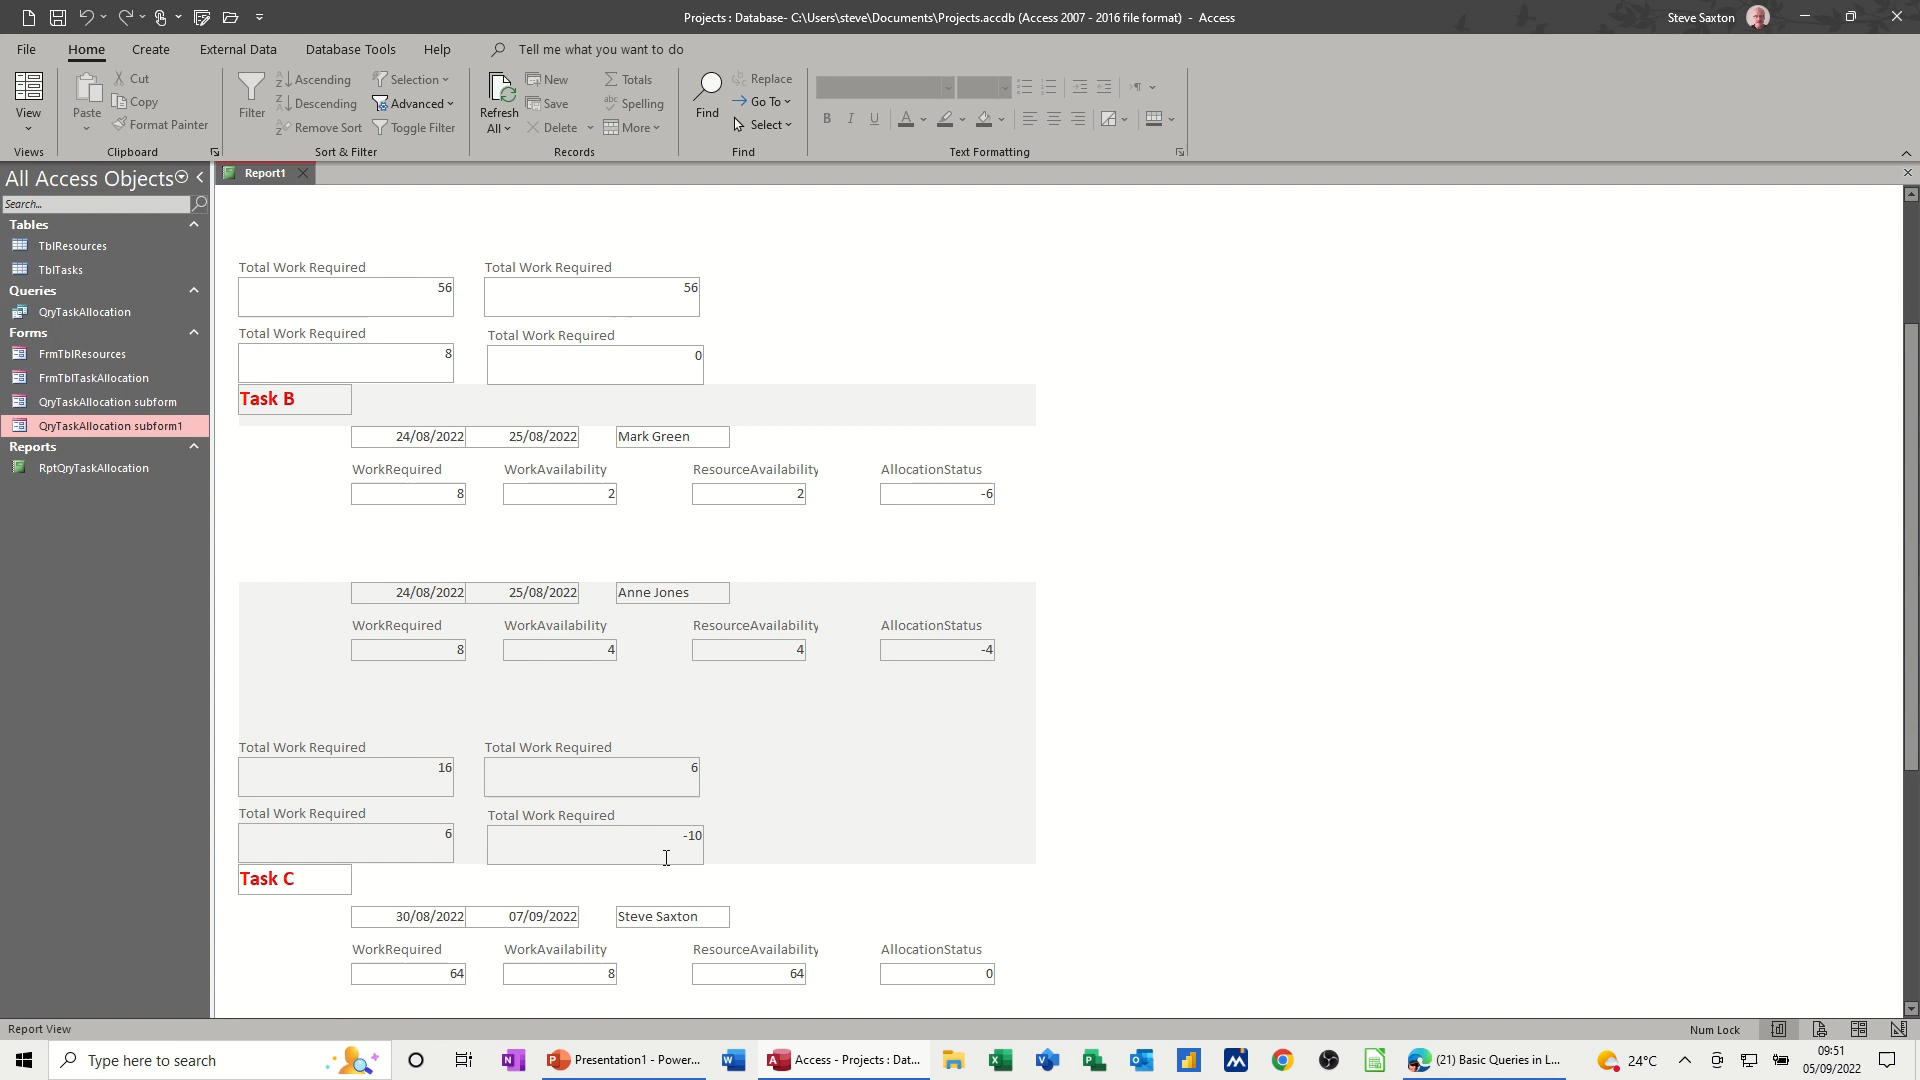 Projects : Database- C:\Users\steve\Documents\Projects.accdb (Access 2007 - 2016 file format) - Access
Steve Saxton
File Home Create External Data Database Tools Help Tell me what you want to do
View
Views
Paste
Cut
Copy
Format Painter
Clipboard
Filter
Ascending
Descending
Remove Sort
Selection
Advanced
Toggle Filter
Sort & Filter
Refresh
All
New
Save
Delete
Totals
Spelling
More
Records
Find
Replace
Go To
Select
Find
B I U A
Text Formatting
All Access Objects
Search...
Tables
TblResources
TblTasks
Queries
QryTaskAllocation
Forms
FrmTblResources
FrmTblTaskAllocation
QryTaskAllocation subform
QryTaskAllocation subform1
Reports
RptQryTaskAllocation
Report1
Total Work Required Total Work Required
56 56
Total Work Required Total Work Required
8 0
Task B
24/08/2022 25/08/2022 Mark Green
WorkRequired WorkAvailability ResourceAvailability AllocationStatus
8 2 2 -6
24/08/2022 25/08/2022 Anne Jones
WorkRequired WorkAvailability ResourceAvailability AllocationStatus
8 4 4 -4
Total Work Required Total Work Required
16 6
Total Work Required Total Work Required
6 -10
Task C
30/08/2022 07/09/2022 Steve Saxton
WorkRequired WorkAvailability ResourceAvailability AllocationStatus
64 8 64 0
Report View
Num Lock
Type here to search
Presentation1 - Power...
Access - Projects : Dat...
(21) Basic Queries in L...
24°C
09:51
05/09/2022